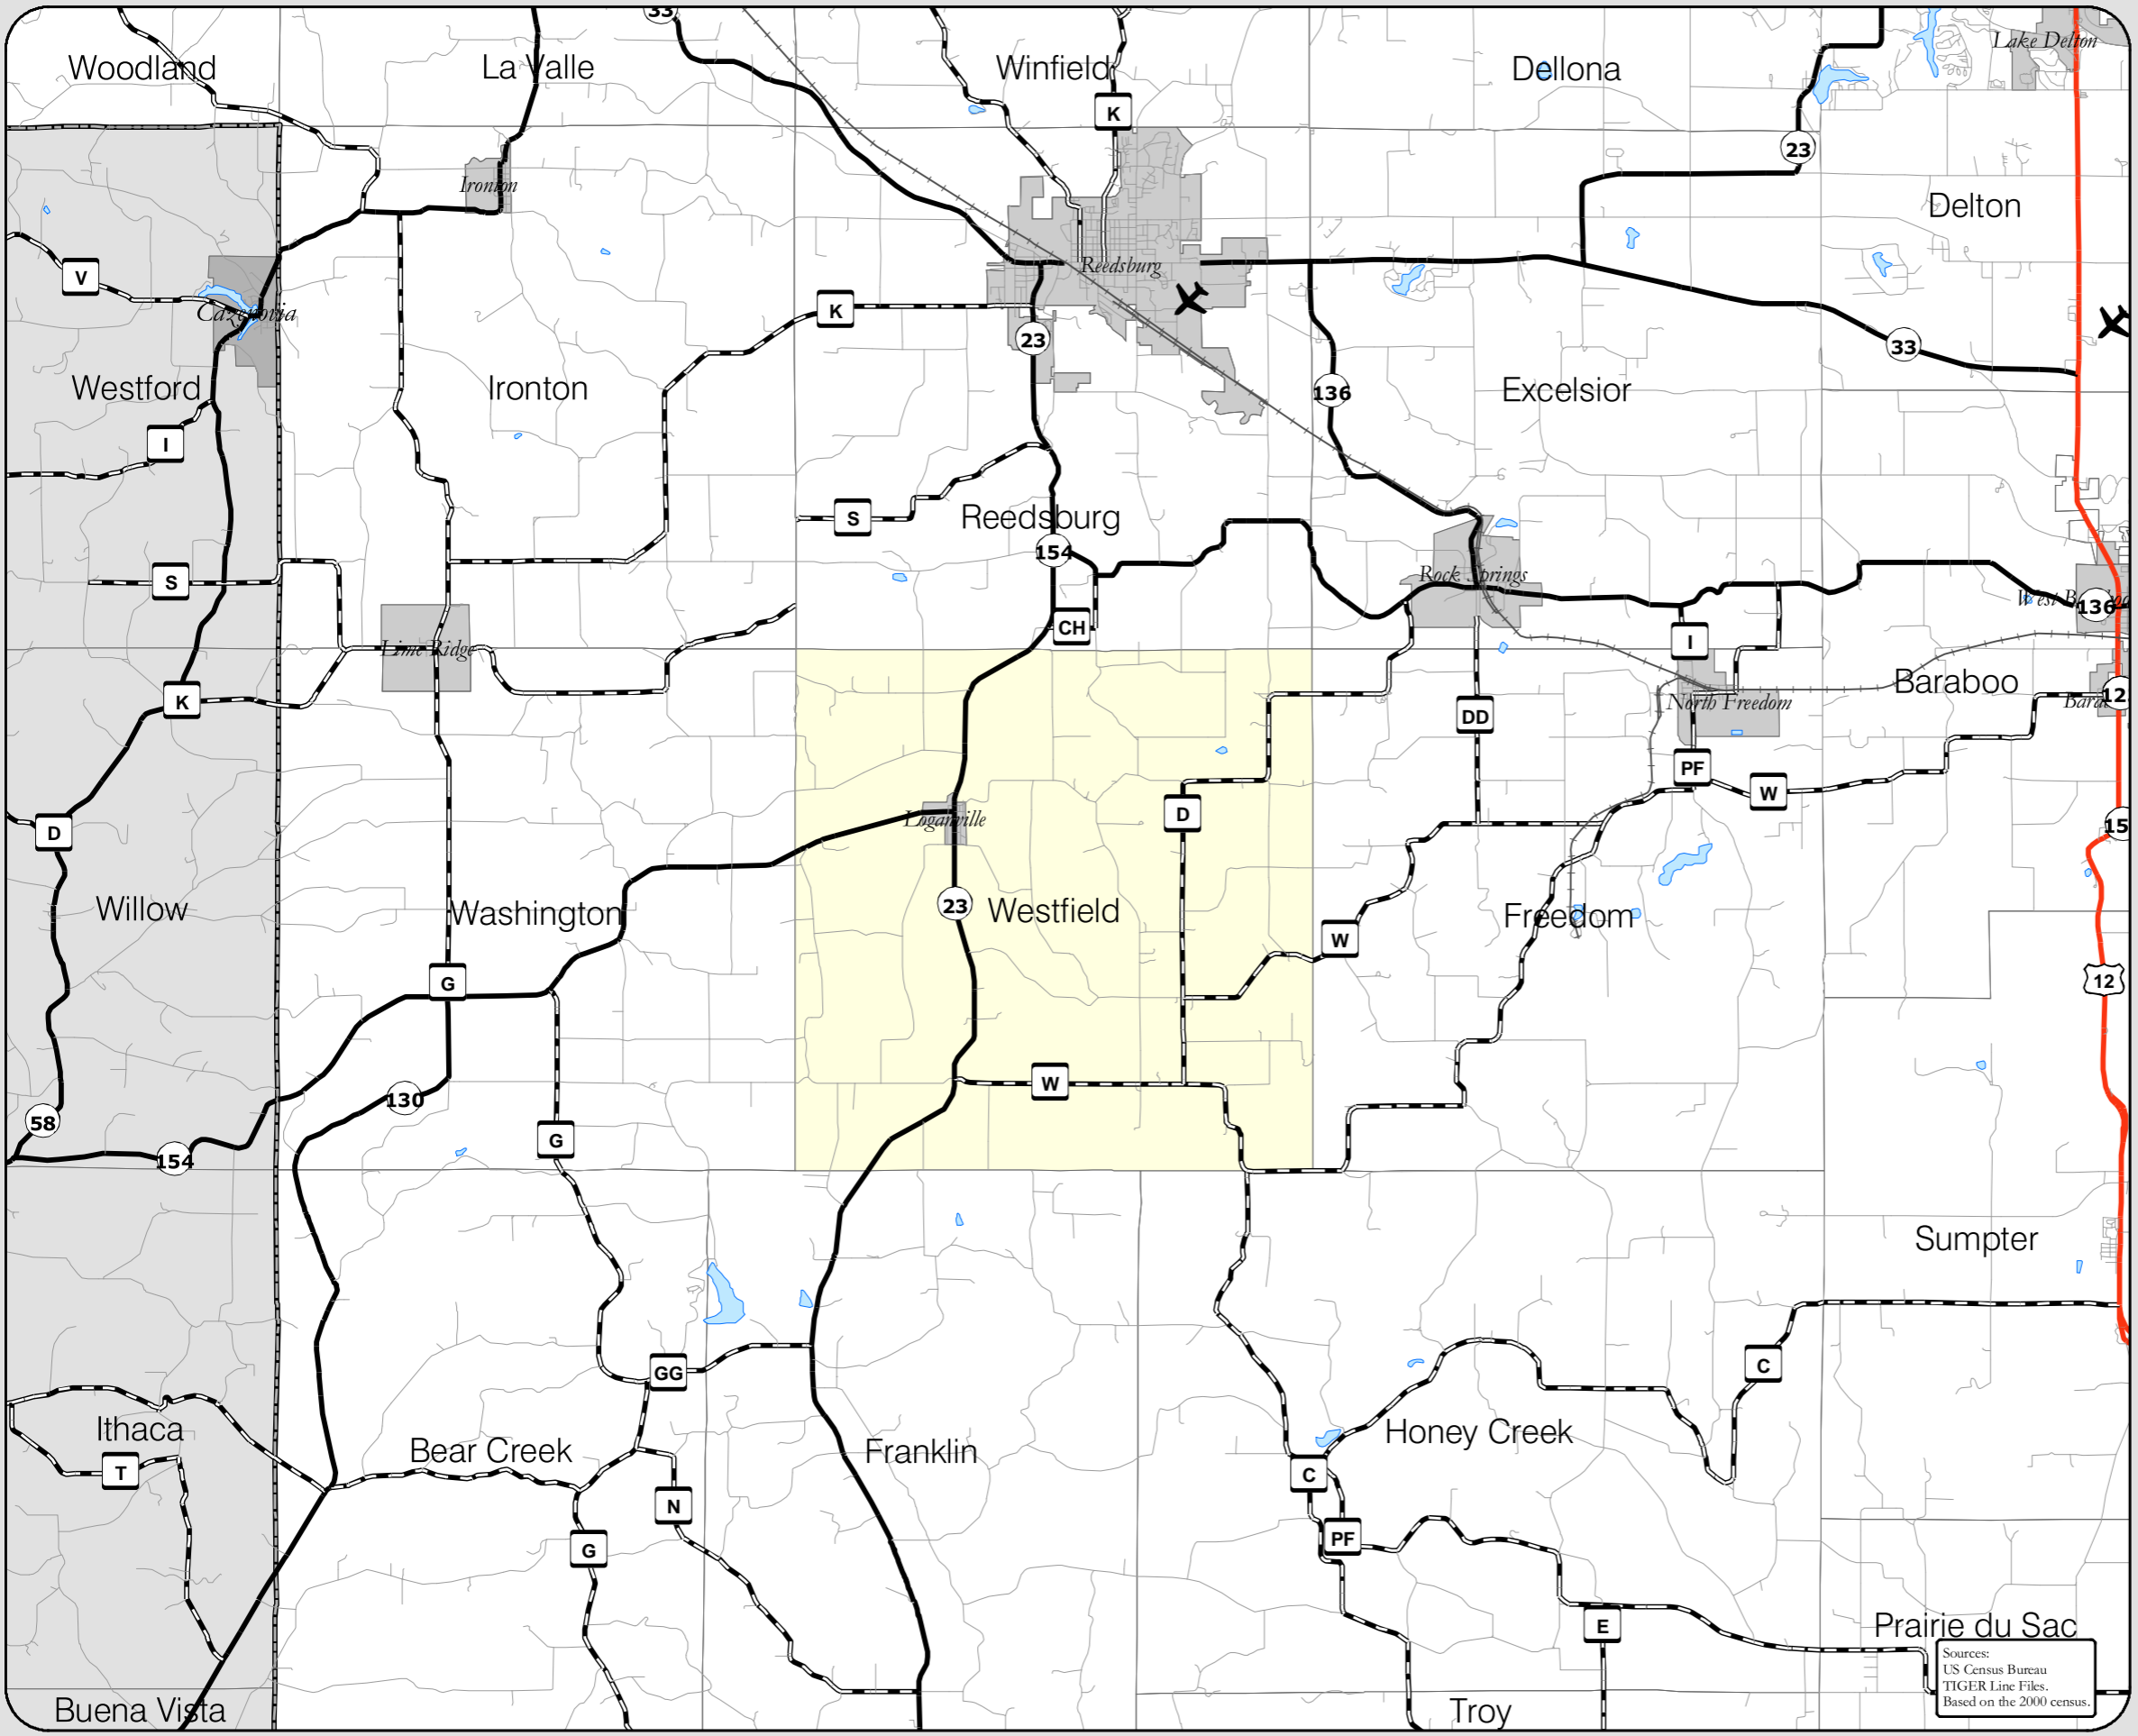 33
Lake Delton
Woodland
La Valle
Winfield
Dellona
K
23
Ironton
Delton
V
Reedsburg
Cazenovia
K
23
33
Westford
Ironton
136
Excelsior
I
S
Reedsburg
154
S
Rock Springs
136
CH
I
Lime Ridge
K
Baraboo
12
North Freedom
DD
PF
W
D
Loganville
D
15
23
Willow
Washington
Westfield
Freedom
W
G
12
W
130
58
G
154
Sumpter
C
GG
Ithaca
Honey Creek
Bear Creek
Franklin
T
C
N
PF
G
E
Prairie du Sac
Sources:
US Census Bureau
TIGER Line Files.
Based on the 2000 census.
Buena Vista
Troy